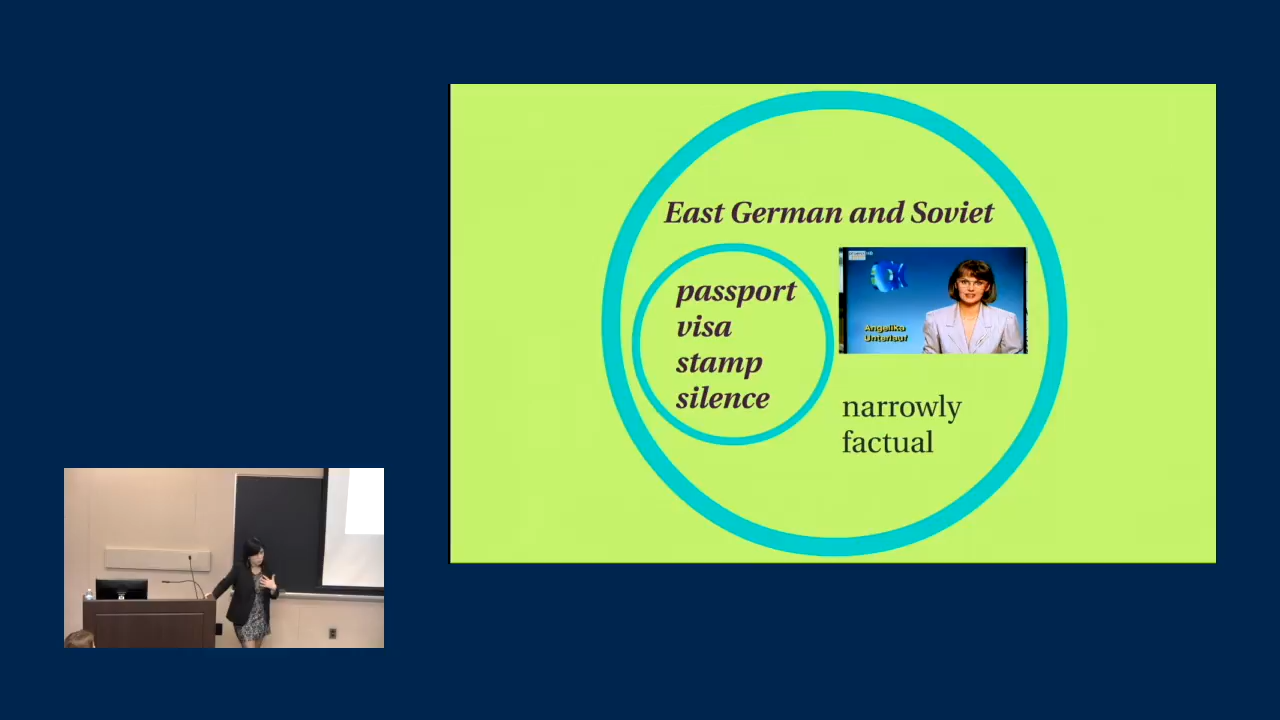 East German and Soviet
passport
visa
stamp
silence
Angelika
Unterlauf
narrowly
factual